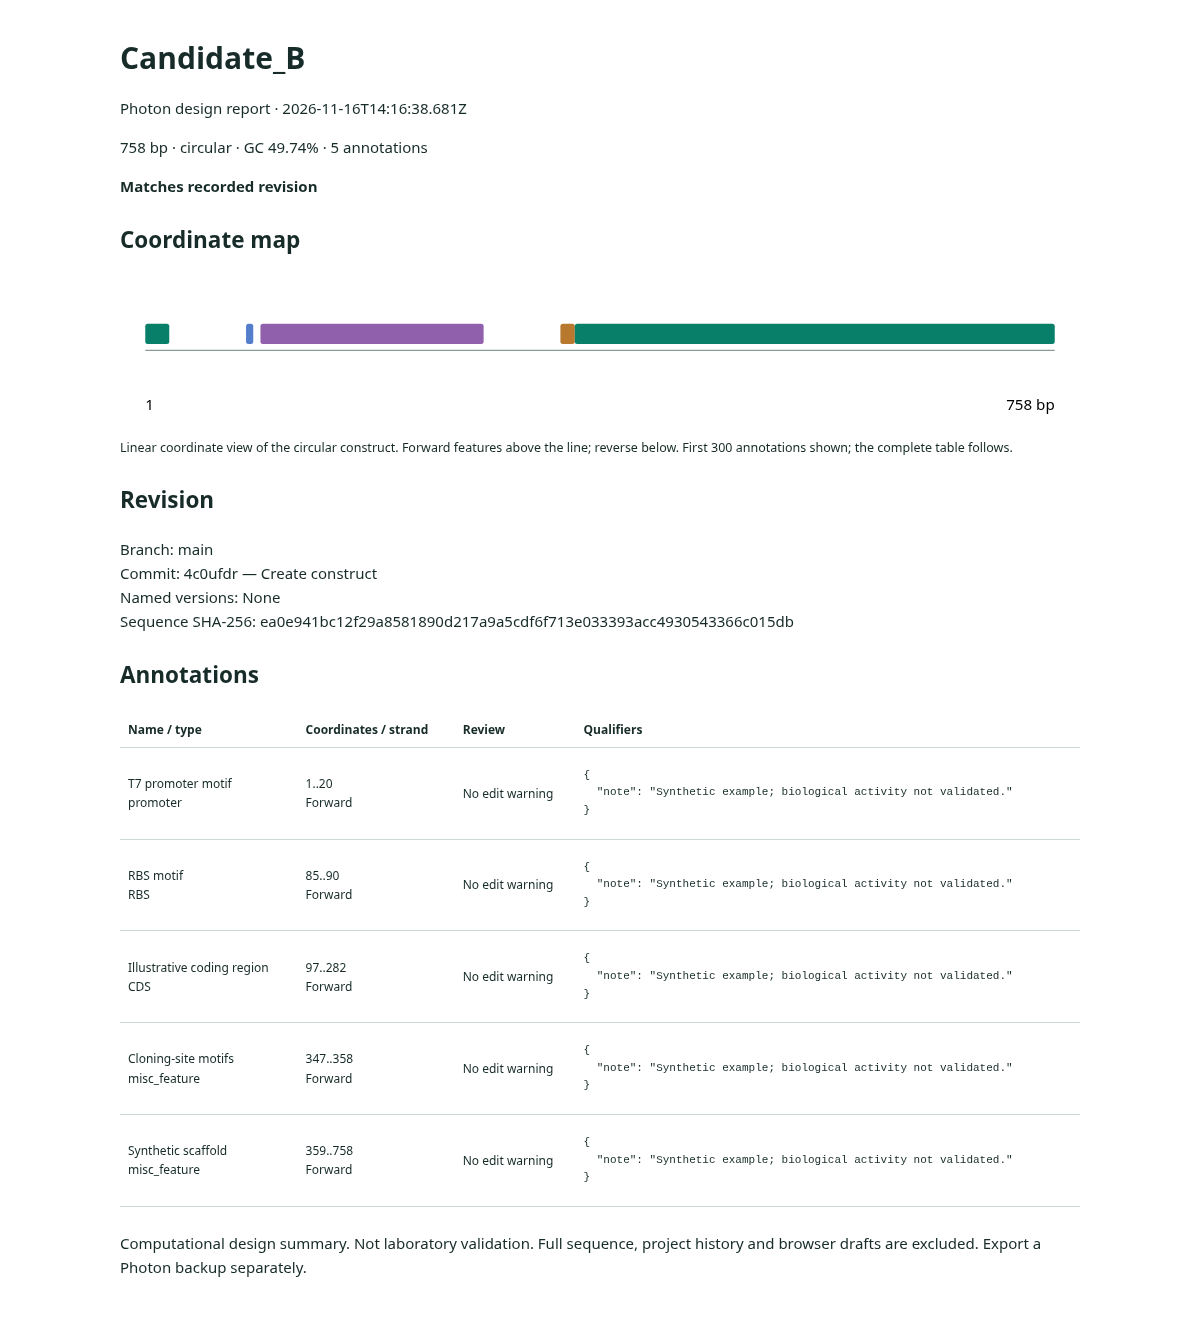 Candidate_B
Photon design report · 2026-11-16T14:16:38.681Z
758 bp · circular · GC 49.74% · 5 annotations
Matches recorded revision
Coordinate map
1
758 bp
Linear coordinate view of the circular construct. Forward features above the line; reverse below. First 300 annotations shown; the complete table follows.
Revision
Branch: main
Commit: 4c0ufdr — Create construct
Named versions: None
Sequence SHA-256: ea0e941bc12f29a8581890d217a9a5cdf6f713e033393acc4930543366c015db
Annotations
Name / type Coordinates / strand Review Qualifiers
T7 promoter motif
promoter
1..20
Forward
No edit warning
{
"note": "Synthetic example; biological activity not validated."
}
RBS motif
RBS
85..90
Forward
No edit warning
{
"note": "Synthetic example; biological activity not validated."
}
Illustrative coding region
CDS
97..282
Forward
No edit warning
{
"note": "Synthetic example; biological activity not validated."
}
Cloning-site motifs
misc_feature
347..358
Forward
No edit warning
{
"note": "Synthetic example; biological activity not validated."
}
Synthetic scaffold
misc_feature
359..758
Forward
No edit warning
{
"note": "Synthetic example; biological activity not validated."
}
Computational design summary. Not laboratory validation. Full sequence, project history and browser drafts are excluded. Export a
Photon backup separately.